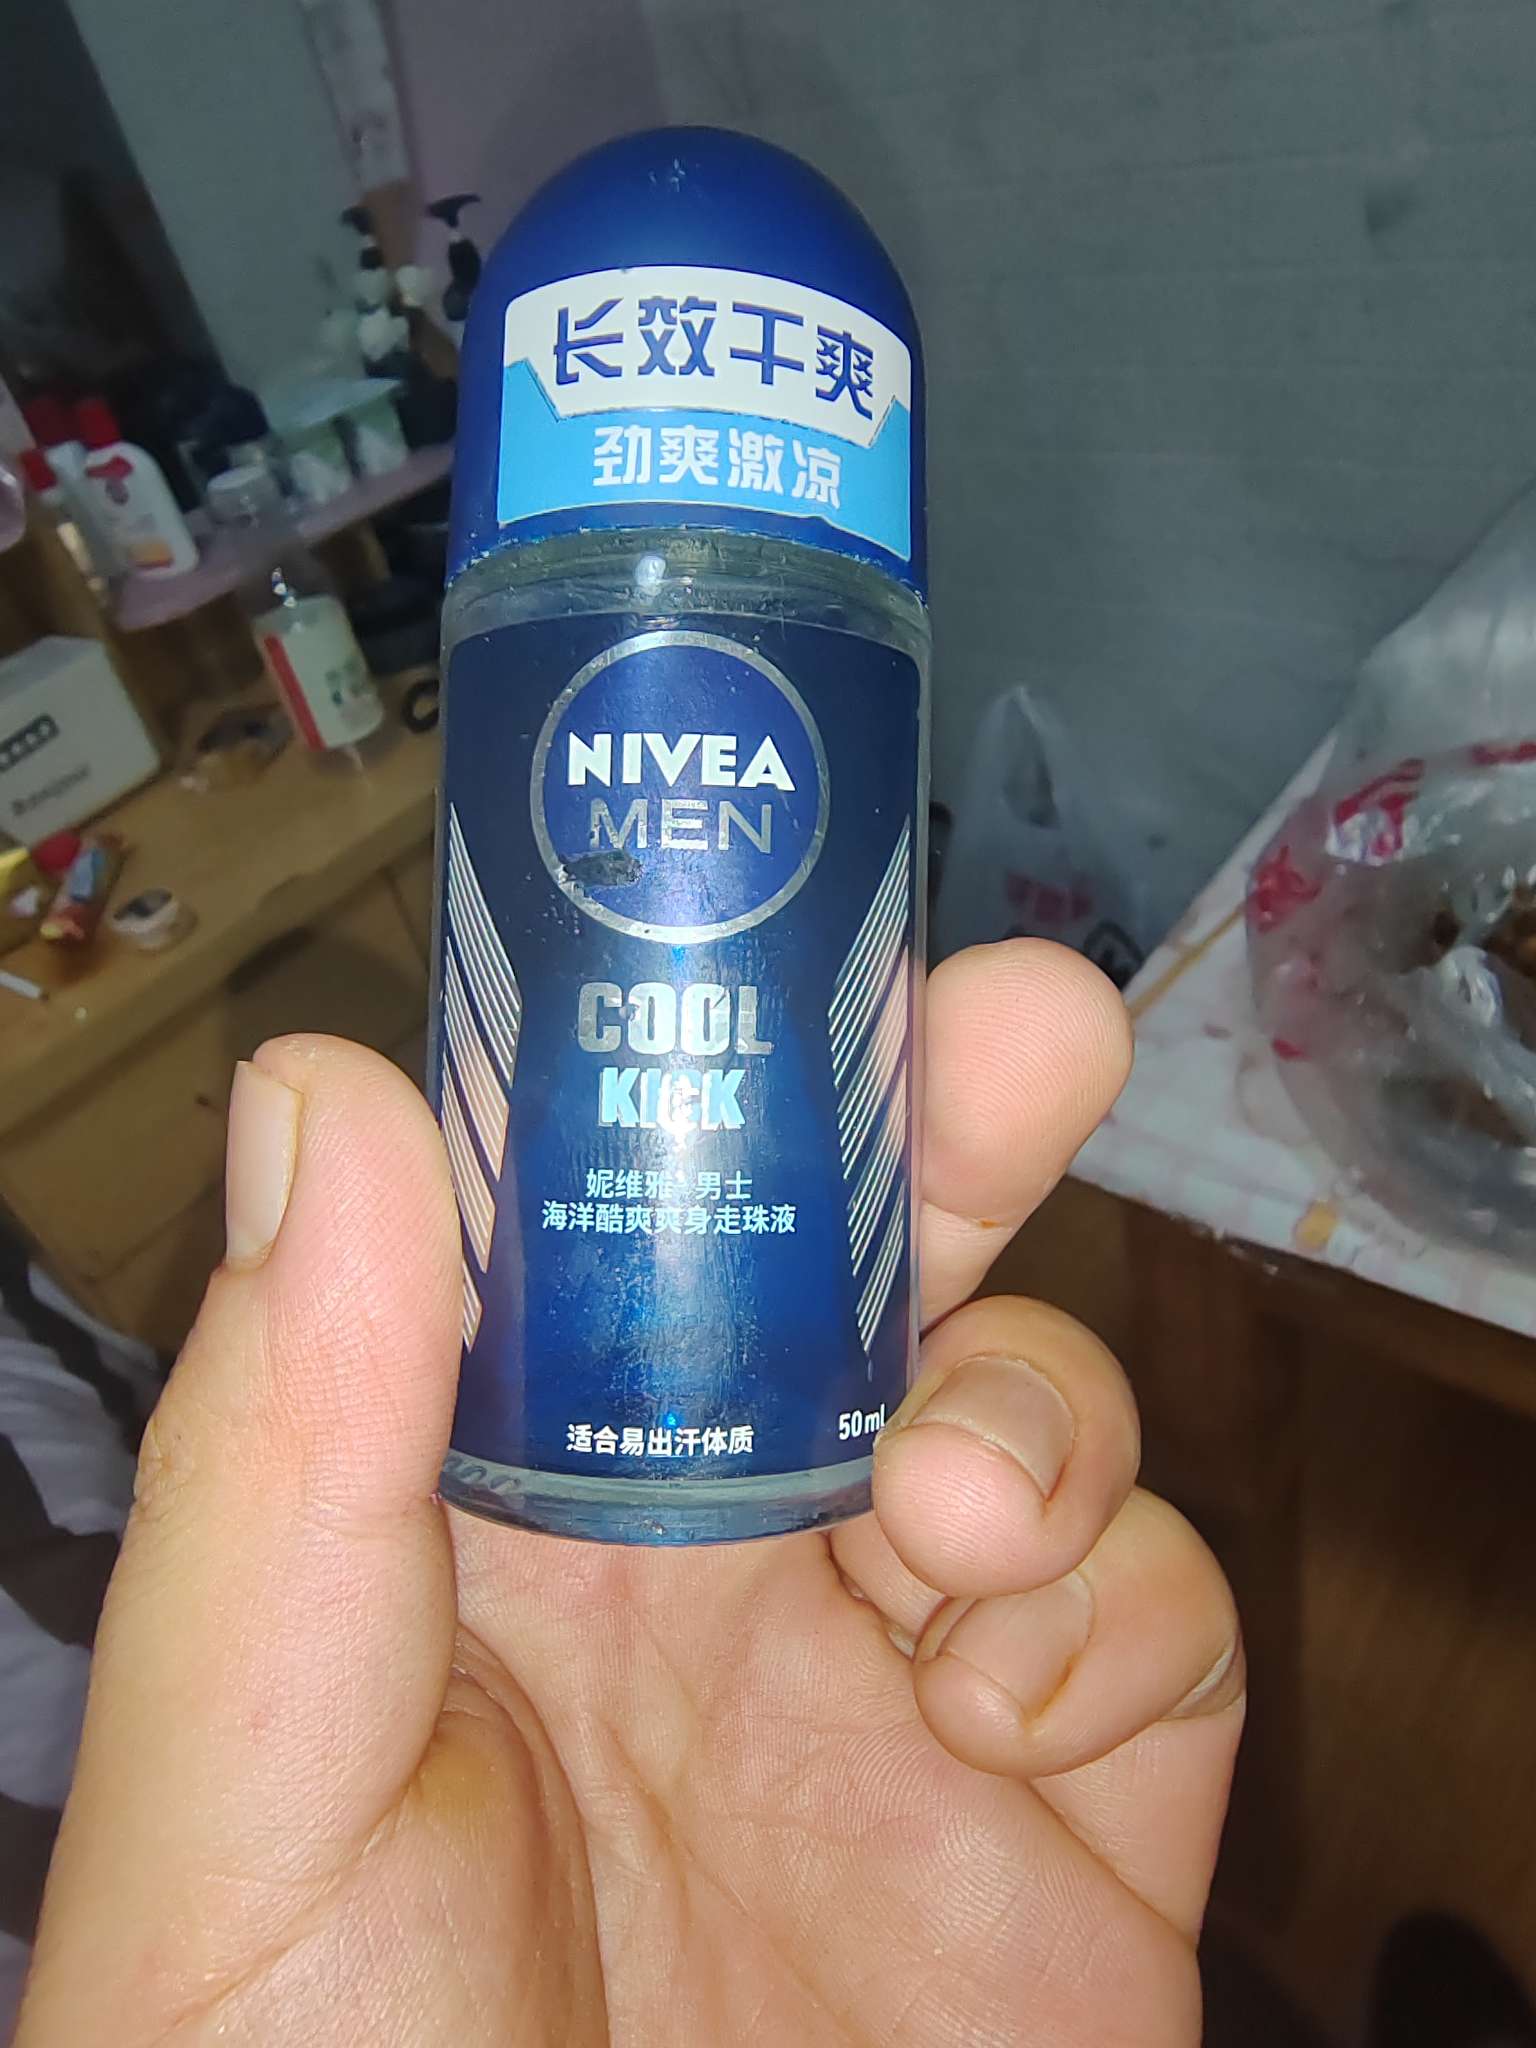 长效干爽
劲爽激凉
NIVEA
MEN
COOL
KICK
妮维雅 男士
海洋酷爽爽身走珠液
适合易出汗体质
50ml